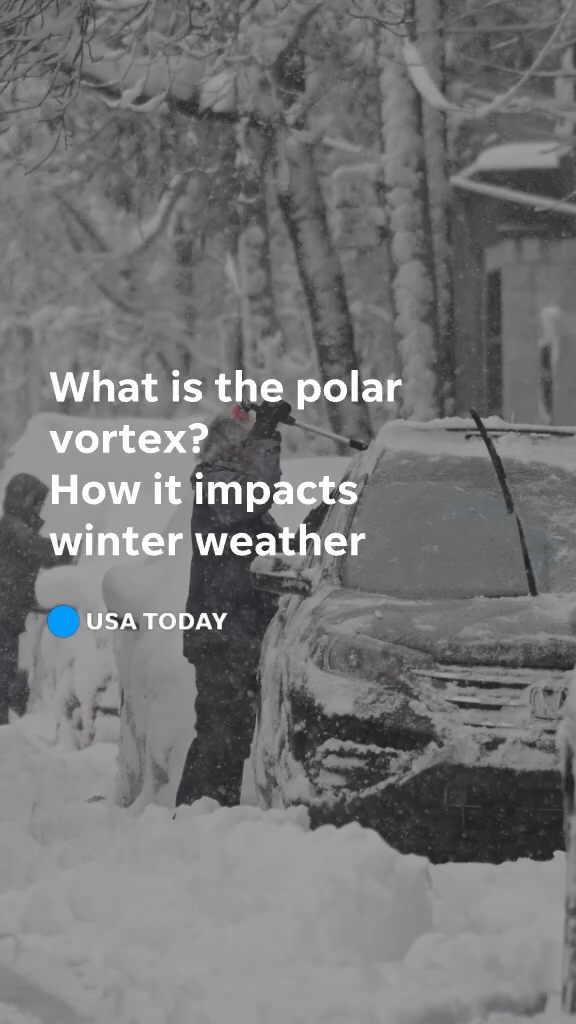 What is the polar
vortex?
How it impacts
winter weather
USA TODAY